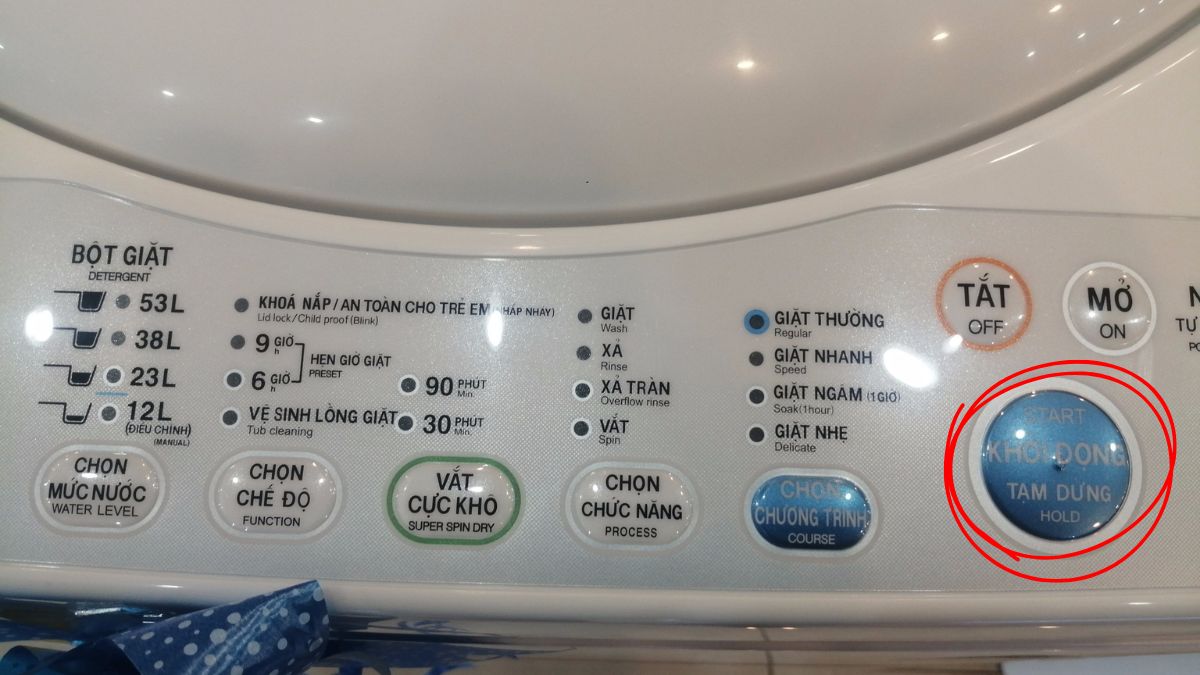 BỘT GIẶT
DETERGENT
53L
38L
23L
12L
(ĐIỀU CHỈNH)
(MANUAL)
CHỌN
MỨC NƯỚC
WATER LEVEL
KHOÁ NẮP/AN TOÀN CHO TRẺ EM (NHẤP NHÁY)
Lid lock/Child proof (Blink)
9 GIỜ
h
6 GIỜ
h
HẸN GIỜ GIẶT
PRESET
VỆ SINH LỒNG GIẶT
Tub cleaning
CHỌN
CHẾ ĐỘ
FUNCTION
90 PHÚT
Min.
30 PHÚT
Min.
VẮT
CỰC KHÔ
SUPER SPIN DRY
GIẶT
Wash
XẢ
Rinse
XẢ TRÀN
Overflow rinse
VẮT
Spin
CHỌN
CHỨC NĂNG
PROCESS
GIẶT THƯỜNG
Regular
GIẶT NHANH
Speed
GIẶT NGÂM (1GIỜ)
Soak(1hour)
GIẶT NHẸ
Delicate
CHỌN
CHƯƠNG TRÌNH
COURSE
TẮT
OFF
MỞ
ON
START
KHỞI ĐỘNG
TẠM DỪNG
HOLD